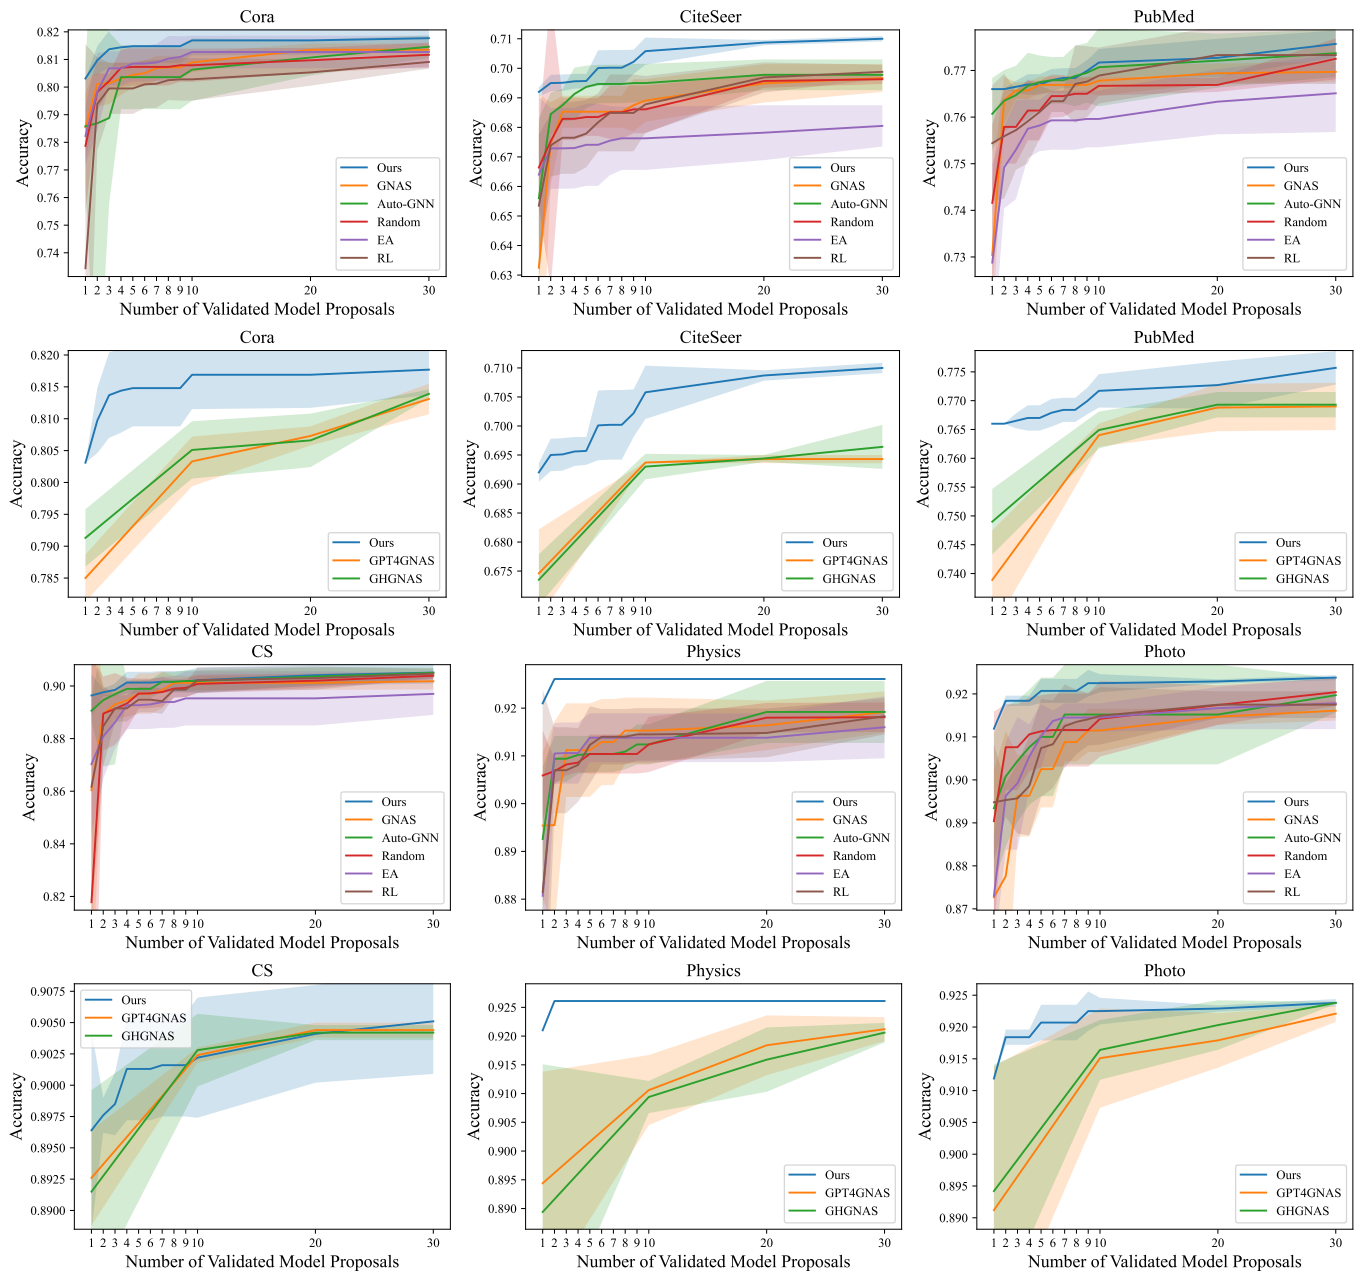 Cora
0.82
0.81
0.80
0.79
0.78
0.77
0.76
0.75
0.74
Accuracy
Ours
GNAS
Auto-GNN
Random
EA
RL
1 2 3 4 5 6 7 8 9 10 20 30
Number of Validated Model Proposals
CiteSeer
0.71
0.70
0.69
0.68
0.67
0.66
0.65
0.64
0.63
Accuracy
Ours
GNAS
Auto-GNN
Random
EA
RL
1 2 3 4 5 6 7 8 9 10 20 30
Number of Validated Model Proposals
PubMed
0.77
0.76
0.75
0.74
0.73
Accuracy
Ours
GNAS
Auto-GNN
Random
EA
RL
1 2 3 4 5 6 7 8 9 10 20 30
Number of Validated Model Proposals
Cora
0.820
0.815
0.810
0.805
0.800
0.795
0.790
0.785
Accuracy
Ours
GPT4GNAS
GHGNAS
1 2 3 4 5 6 7 8 9 10 20 30
Number of Validated Model Proposals
CiteSeer
0.710
0.705
0.700
0.695
0.690
0.685
0.680
0.675
Accuracy
Ours
GPT4GNAS
GHGNAS
1 2 3 4 5 6 7 8 9 10 20 30
Number of Validated Model Proposals
PubMed
0.775
0.770
0.765
0.760
0.755
0.750
0.745
0.740
Accuracy
Ours
GPT4GNAS
GHGNAS
1 2 3 4 5 6 7 8 9 10 20 30
Number of Validated Model Proposals
CS
0.90
0.88
0.86
0.84
0.82
Accuracy
Ours
GNAS
Auto-GNN
Random
EA
RL
1 2 3 4 5 6 7 8 9 10 20 30
Number of Validated Model Proposals
Physics
0.92
0.91
0.90
0.89
0.88
Accuracy
Ours
GNAS
Auto-GNN
Random
EA
RL
1 2 3 4 5 6 7 8 9 10 20 30
Number of Validated Model Proposals
Photo
0.92
0.91
0.90
0.89
0.88
0.87
Accuracy
Ours
GNAS
Auto-GNN
Random
EA
RL
1 2 3 4 5 6 7 8 9 10 20 30
Number of Validated Model Proposals
CS
0.9075
0.9050
0.9025
0.9000
0.8975
0.8950
0.8925
0.8900
Accuracy
Ours
GPT4GNAS
GHGNAS
1 2 3 4 5 6 7 8 9 10 20 30
Number of Validated Model Proposals
Physics
0.925
0.920
0.915
0.910
0.905
0.900
0.895
0.890
Accuracy
Ours
GPT4GNAS
GHGNAS
1 2 3 4 5 6 7 8 9 10 20 30
Number of Validated Model Proposals
Photo
0.925
0.920
0.915
0.910
0.905
0.900
0.895
0.890
Accuracy
Ours
GPT4GNAS
GHGNAS
1 2 3 4 5 6 7 8 9 10 20 30
Number of Validated Model Proposals